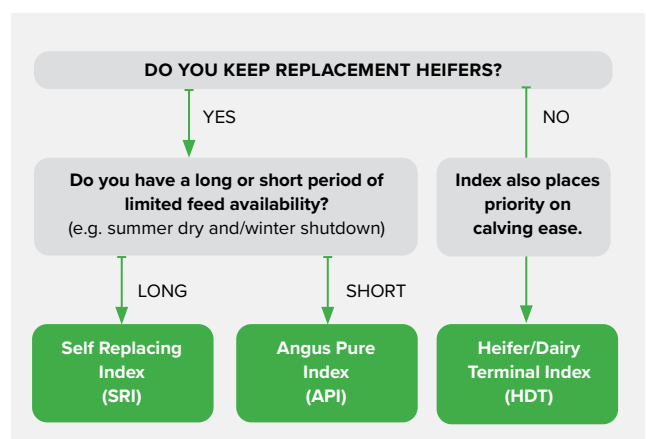 DO YOU KEEP REPLACEMENT HEIFERS?
YES
NO
Do you have a long or short period of
limited feed availability?
(e.g. summer dry and/winter shutdown)
Index also places
priority on
calving ease.
LONG
SHORT
Self Replacing
Index
(SRI)
Angus Pure
Index
(API)
Heifer/Dairy
Terminal Index
(HDT)